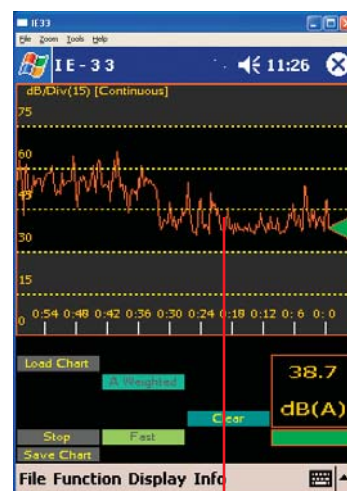 IE33
File Zoom Tools Help
IE-33 11:26
dB/Div(15) [Continuous]
75
60
45
30
15
0 0:54 0:48 0:42 0:36 0:30 0:24 0:18 0:12 0: 6 0: 0
Load Chart
A Weighted
38.7
dB(A)
Clear
Stop Fast
Save Chart
File Function Display Info